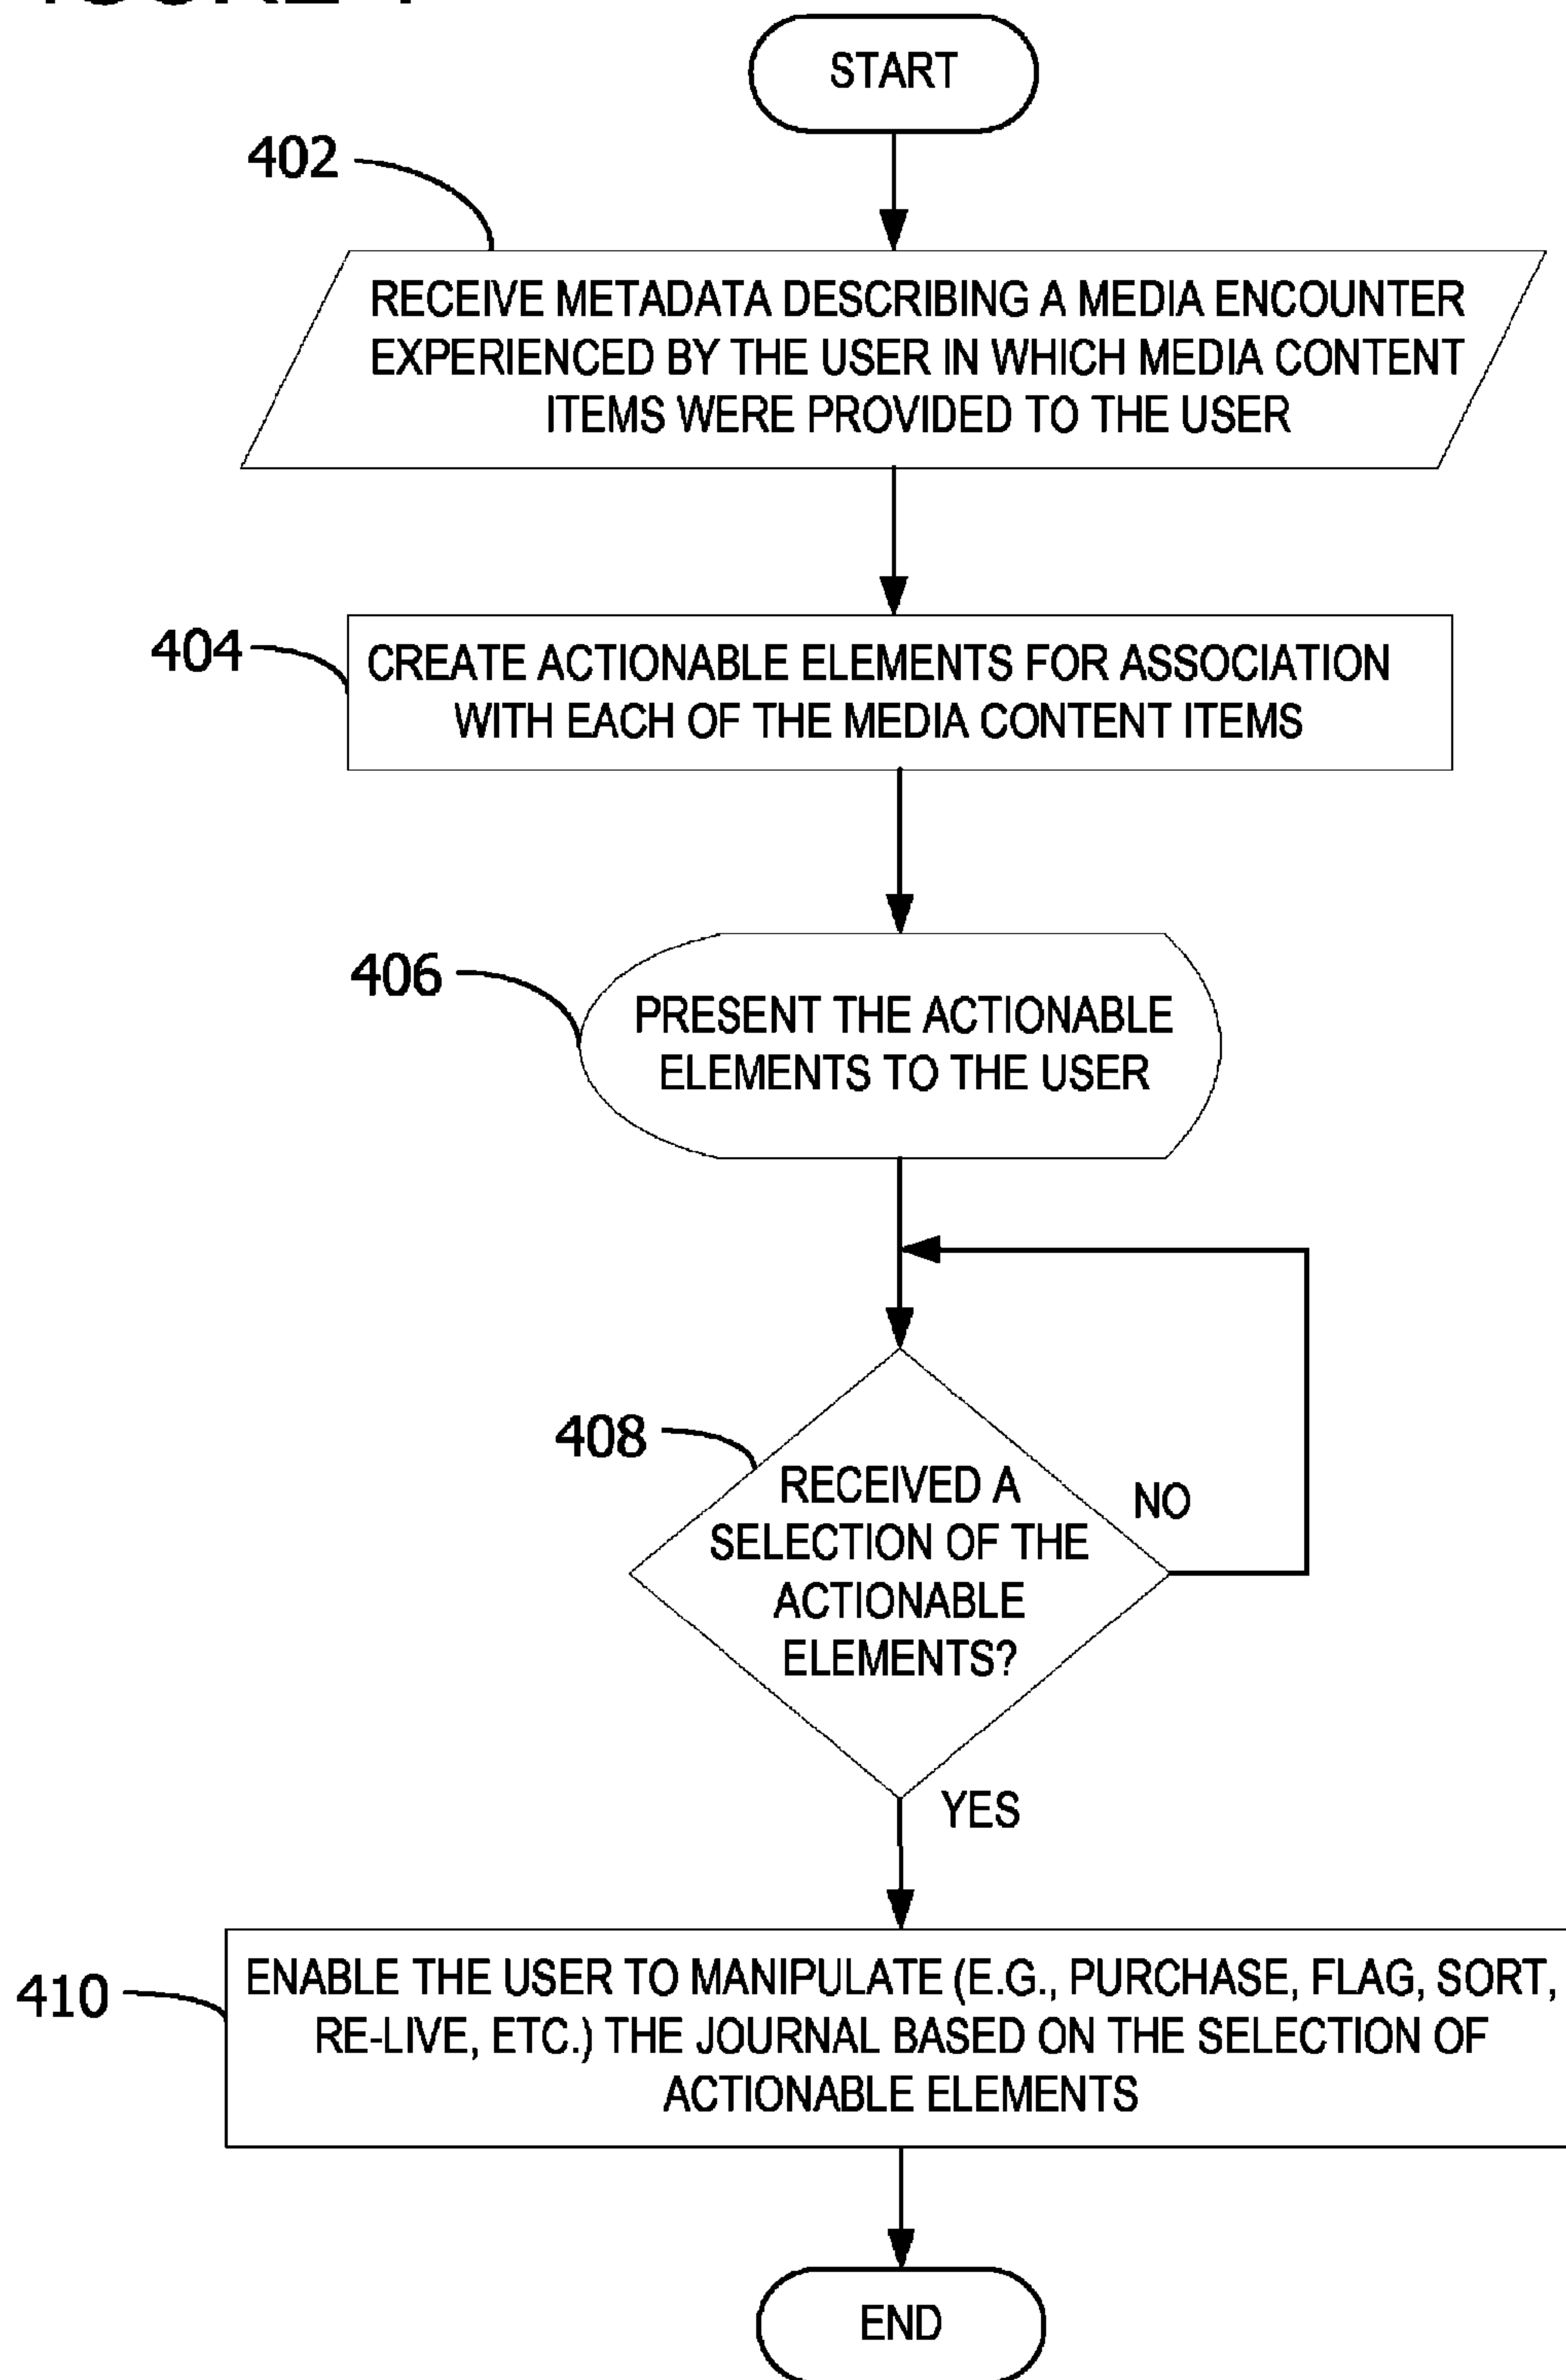 START
402
RECEIVE METADATA DESCRIBING A MEDIA ENCOUNTER
EXPERIENCED BY THE USER IN WHICH MEDIA CONTENT
ITEMS WERE PROVIDED TO THE USER
404
CREATE ACTIONABLE ELEMENTS FOR ASSOCIATION
WITH EACH OF THE MEDIA CONTENT ITEMS
406
PRESENT THE ACTIONABLE
ELEMENTS TO THE USER
408
RECEIVED A
SELECTION OF THE
ACTIONABLE
ELEMENTS?
NO
YES
410
ENABLE THE USER TO MANIPULATE (E.G., PURCHASE, FLAG, SORT,
RE-LIVE, ETC.) THE JOURNAL BASED ON THE SELECTION OF
ACTIONABLE ELEMENTS
END